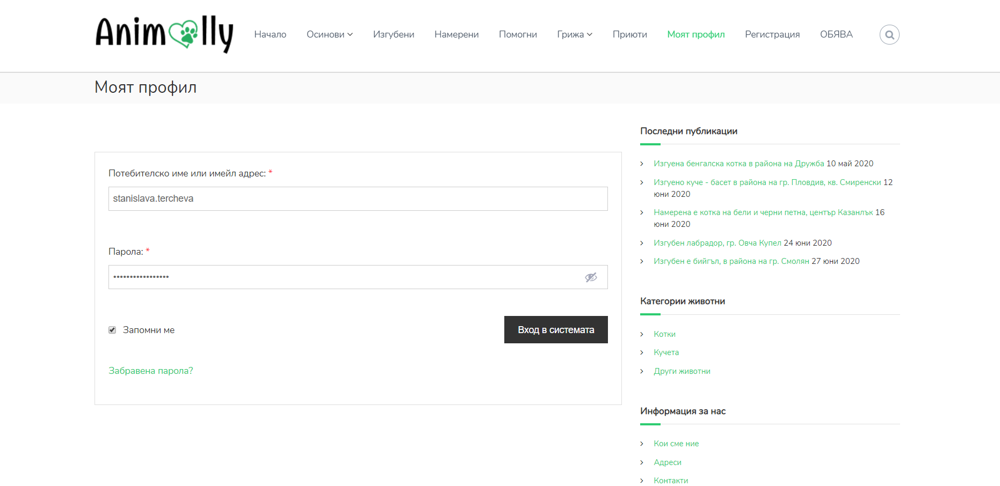 Anim lly
Начало Осинови Изгубени Намерени Помогни Грижа Приюти Моят профил Регистрация ОБЯВА
Моят профил
Потебителско име или имейл адрес: *
stanislava.tercheva
Парола: *
•••••••••••••••••
Запомни ме
Вход в системата
Забравена парола?
Последни публикации
Изгуена бенгалска котка в района на Дружба 10 май 2020
Изгуено куче - басет в района на гр. Пловдив, кв. Смиренски 12
юни 2020
Намерена е котка на бели и черни петна, център Казанлък 16
юни 2020
Изгубен лабрадор, гр. Овча Купел 24 юни 2020
Изгубен е бийгъл, в района на гр. Смолян 27 юни 2020
Категории животни
Котки
Кучета
Други животни
Информация за нас
Кои сме ние
Адреси
Контакти